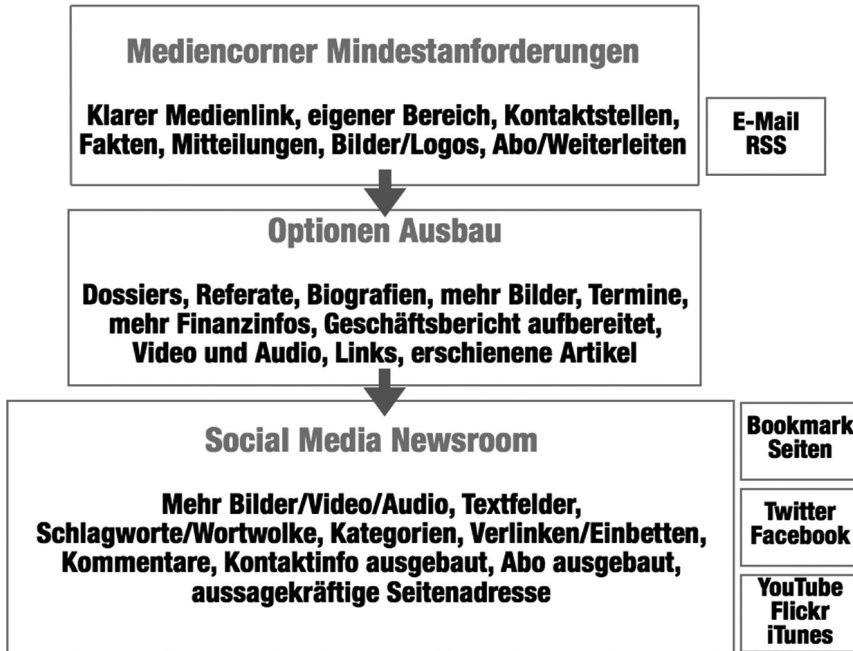 Mediencorner Mindestanforderungen
Klarer Medienlink, eigener Bereich, Kontaktstellen,
Fakten, Mitteilungen, Bilder/Logos, Abo/Weiterleiten
E-Mail
RSS
Optionen Ausbau
Dossiers, Referate, Biografien, mehr Bilder, Termine,
mehr Finanzinfos, Geschäftsbericht aufbereitet,
Video und Audio, Links, erschienene Artikel
Social Media Newsroom
Mehr Bilder/Video/Audio, Textfelder,
Schlagworte/Wortwolke, Kategorien, Verlinken/Einbetten,
Kommentare, Kontaktinfo ausgebaut, Abo ausgebaut,
aussagekräftige Seitenadresse
Bookmark
Seiten
Twitter
Facebook
YouTube
Flickr
iTunes